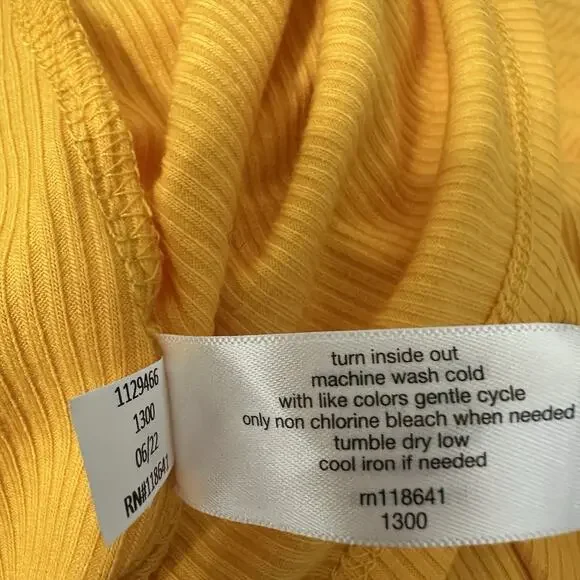 1129466
1300
06/22
RN#118641
turn inside out
machine wash cold
with like colors gentle cycle
only non chlorine bleach when needed
tumble dry low
cool iron if needed
rn118641
1300